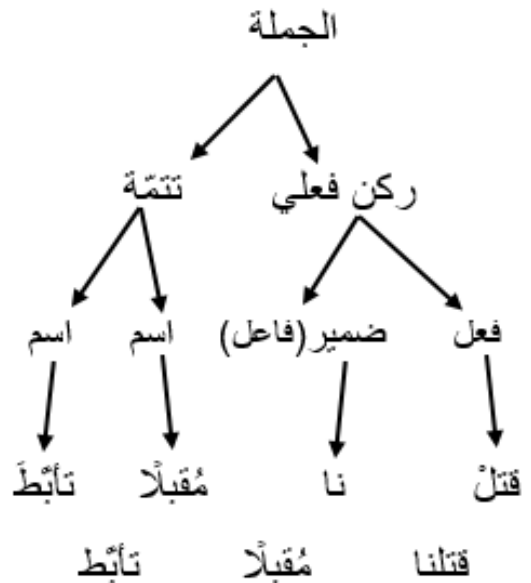 الجملة
ركن فعلي تتمّة
فعل ضمير(فاعل) اسم اسم
قتلْ نا مُقبلًا تأبَّطَ
قتلنا مُقبلًا تأبَّط